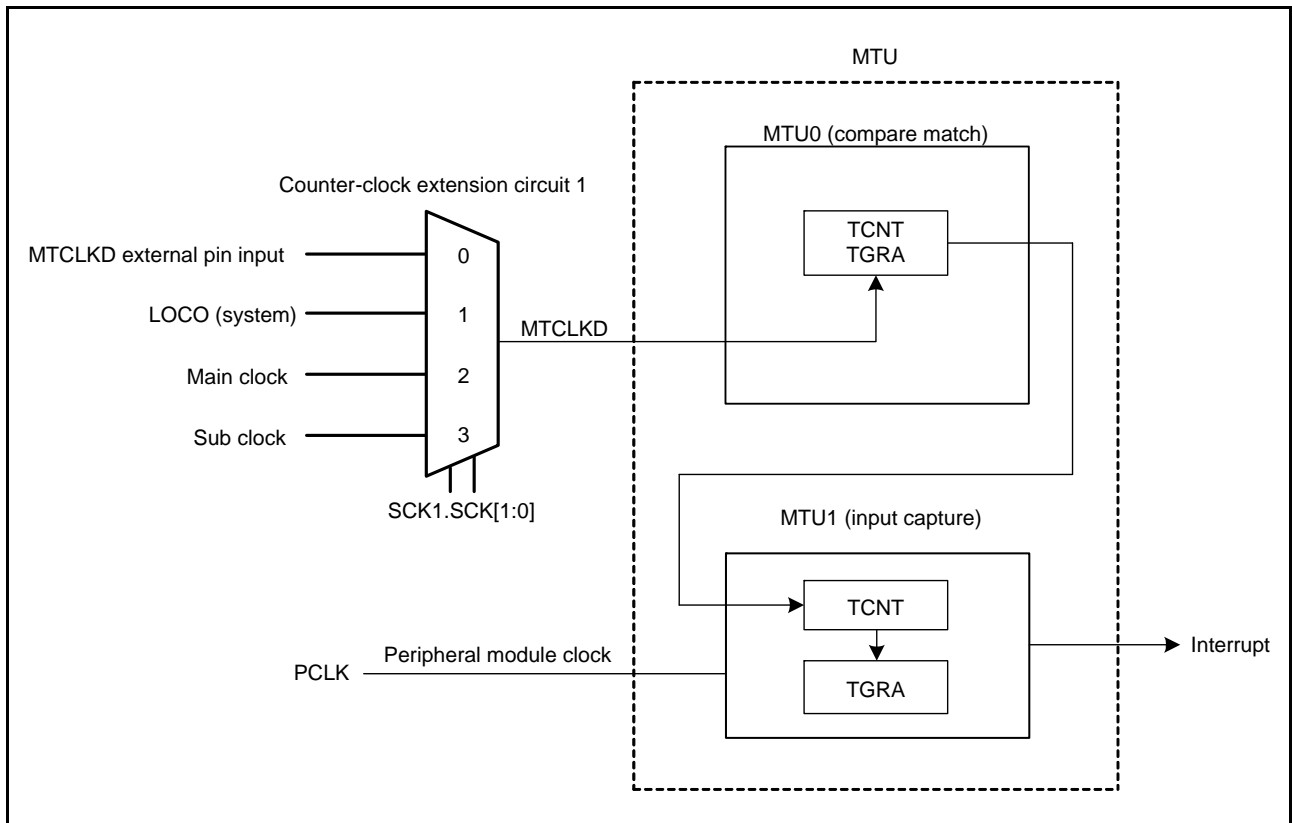 MTU
MTU0 (compare match)
Counter-clock extension circuit 1
TCNT
TGRA
MTCLKD external pin input
0
LOCO (system)
1
MTCLKD
Main clock
2
Sub clock
3
SCK1.SCK[1:0]
MTU1 (input capture)
TCNT
Peripheral module clock
Interrupt
PCLK
TGRA